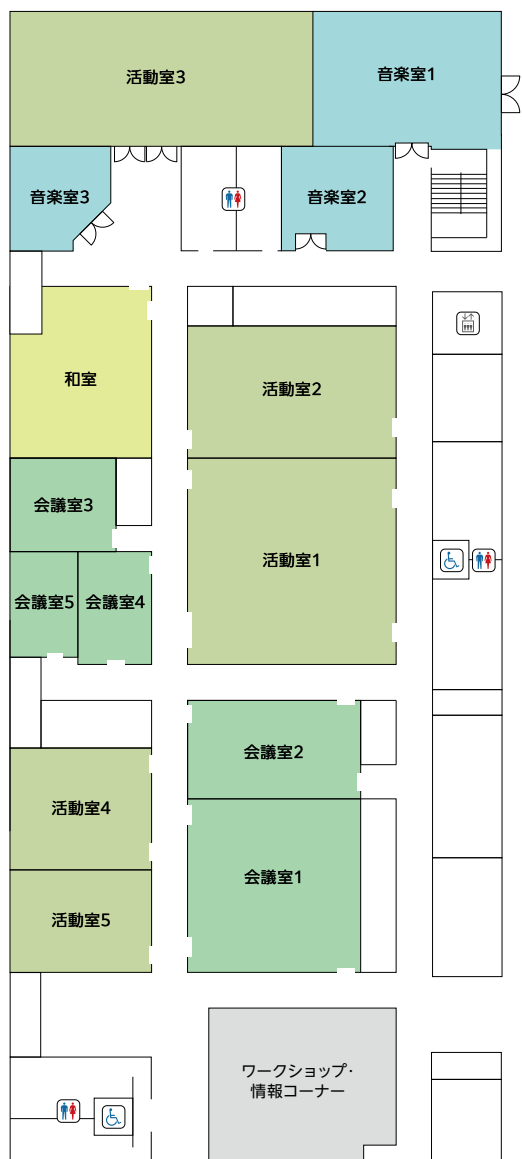 活動室3
音楽室1
音楽室3
音楽室2
和室
活動室2
会議室3
活動室1
会議室5
会議室4
会議室2
活動室4
会議室1
活動室5
ワークショップ・
情報コーナー